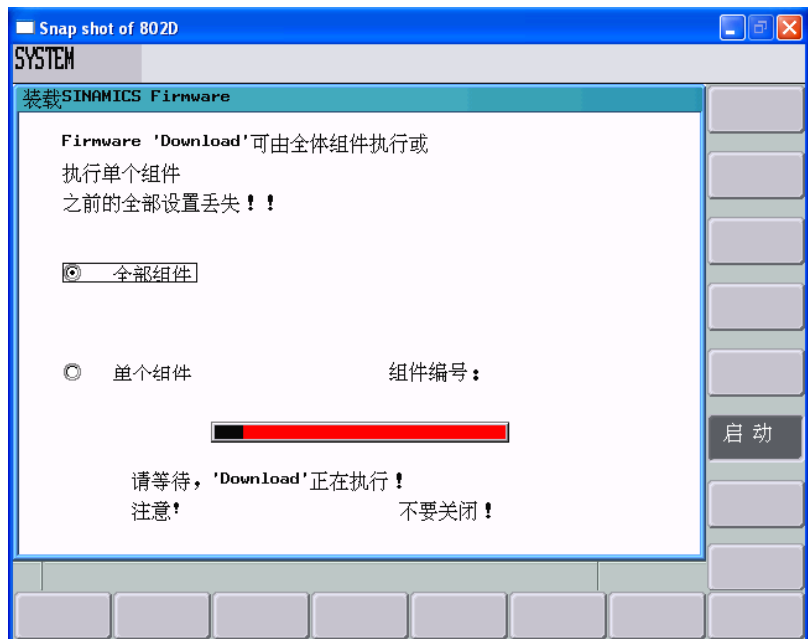 Snap shot of 802D
SYSTEM
装载SINAMICS Firmware
Firmware 'Download'可由全体组件执行或
执行单个组件
之前的全部设置丢失！！
全部组件
单个组件 组件编号：
启动
请等待，'Download'正在执行！
注意! 不要关闭！